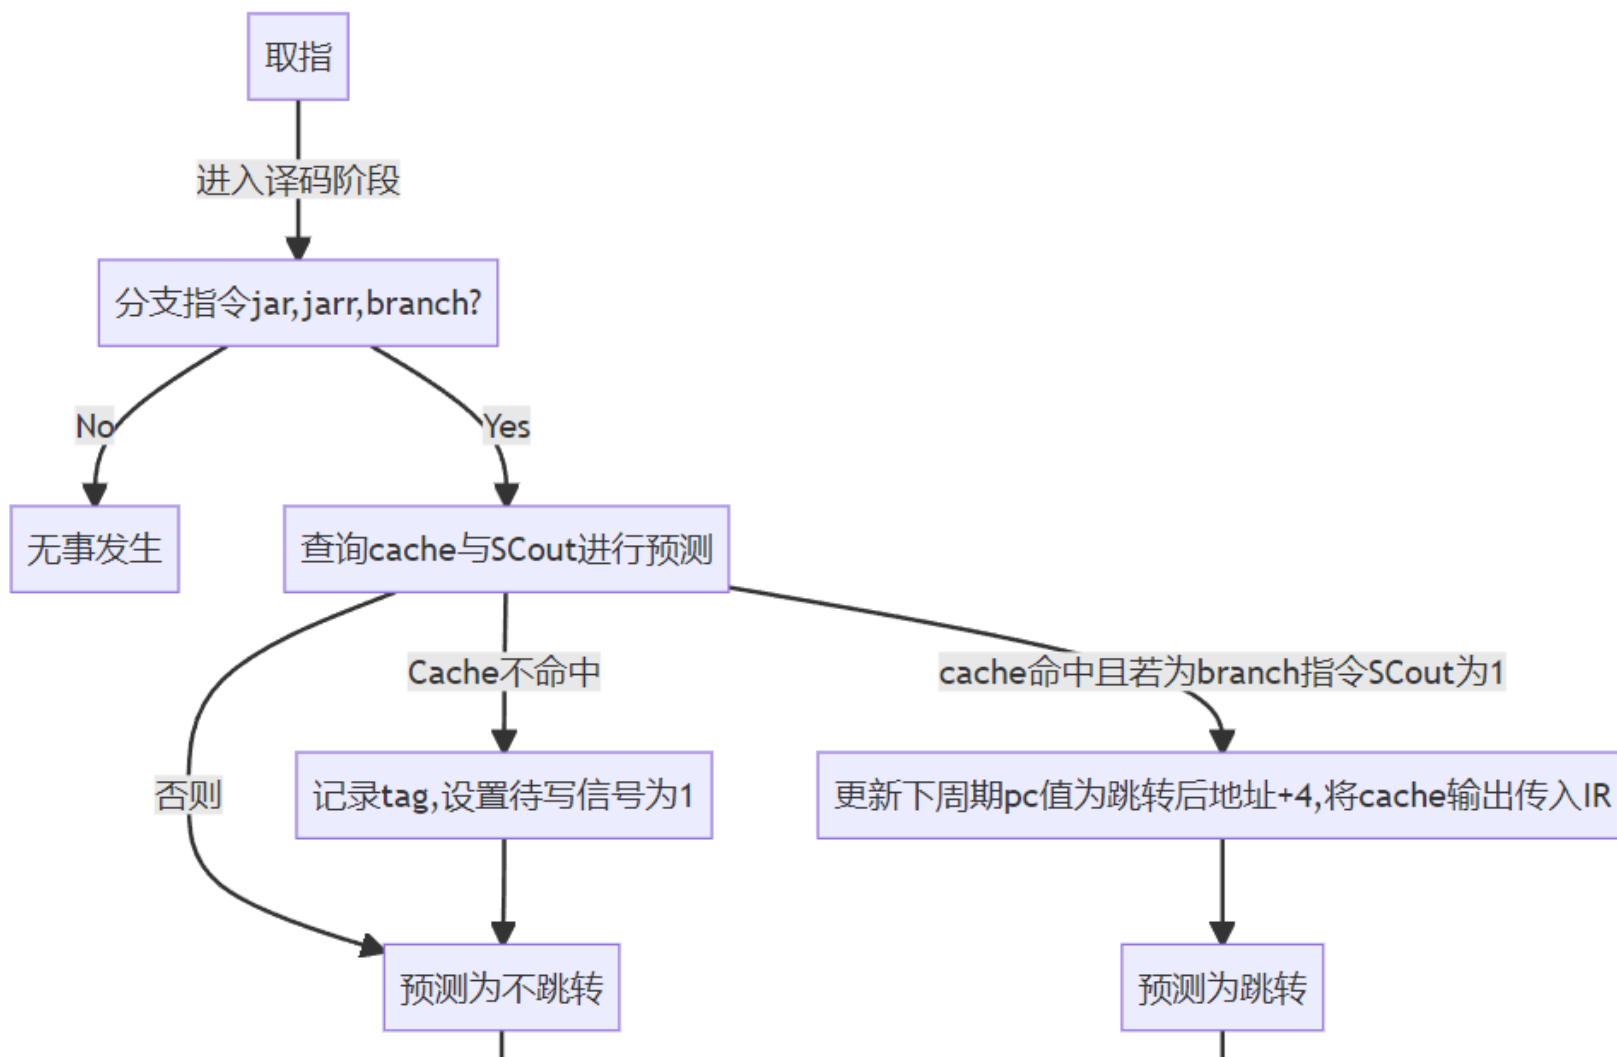 取指
进入译码阶段
分支指令jar,jarr,branch?
No
Yes
无事发生
查询cache与SCout进行预测
Cache不命中
cache命中且若为branch指令SCout为1
否则
记录tag,设置待写信号为1
更新下周期pc值为跳转后地址+4,将cache输出传入IR
预测为不跳转
预测为跳转